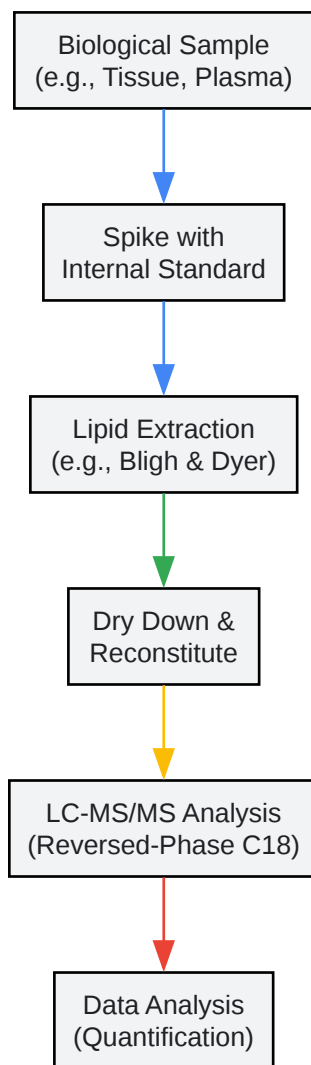 Biological Sample
(e.g., Tissue, Plasma)
Spike with
Internal Standard
Lipid Extraction
(e.g., Bligh & Dyer)
Dry Down &
Reconstitute
LC-MS/MS Analysis
(Reversed-Phase C18)
Data Analysis
(Quantification)